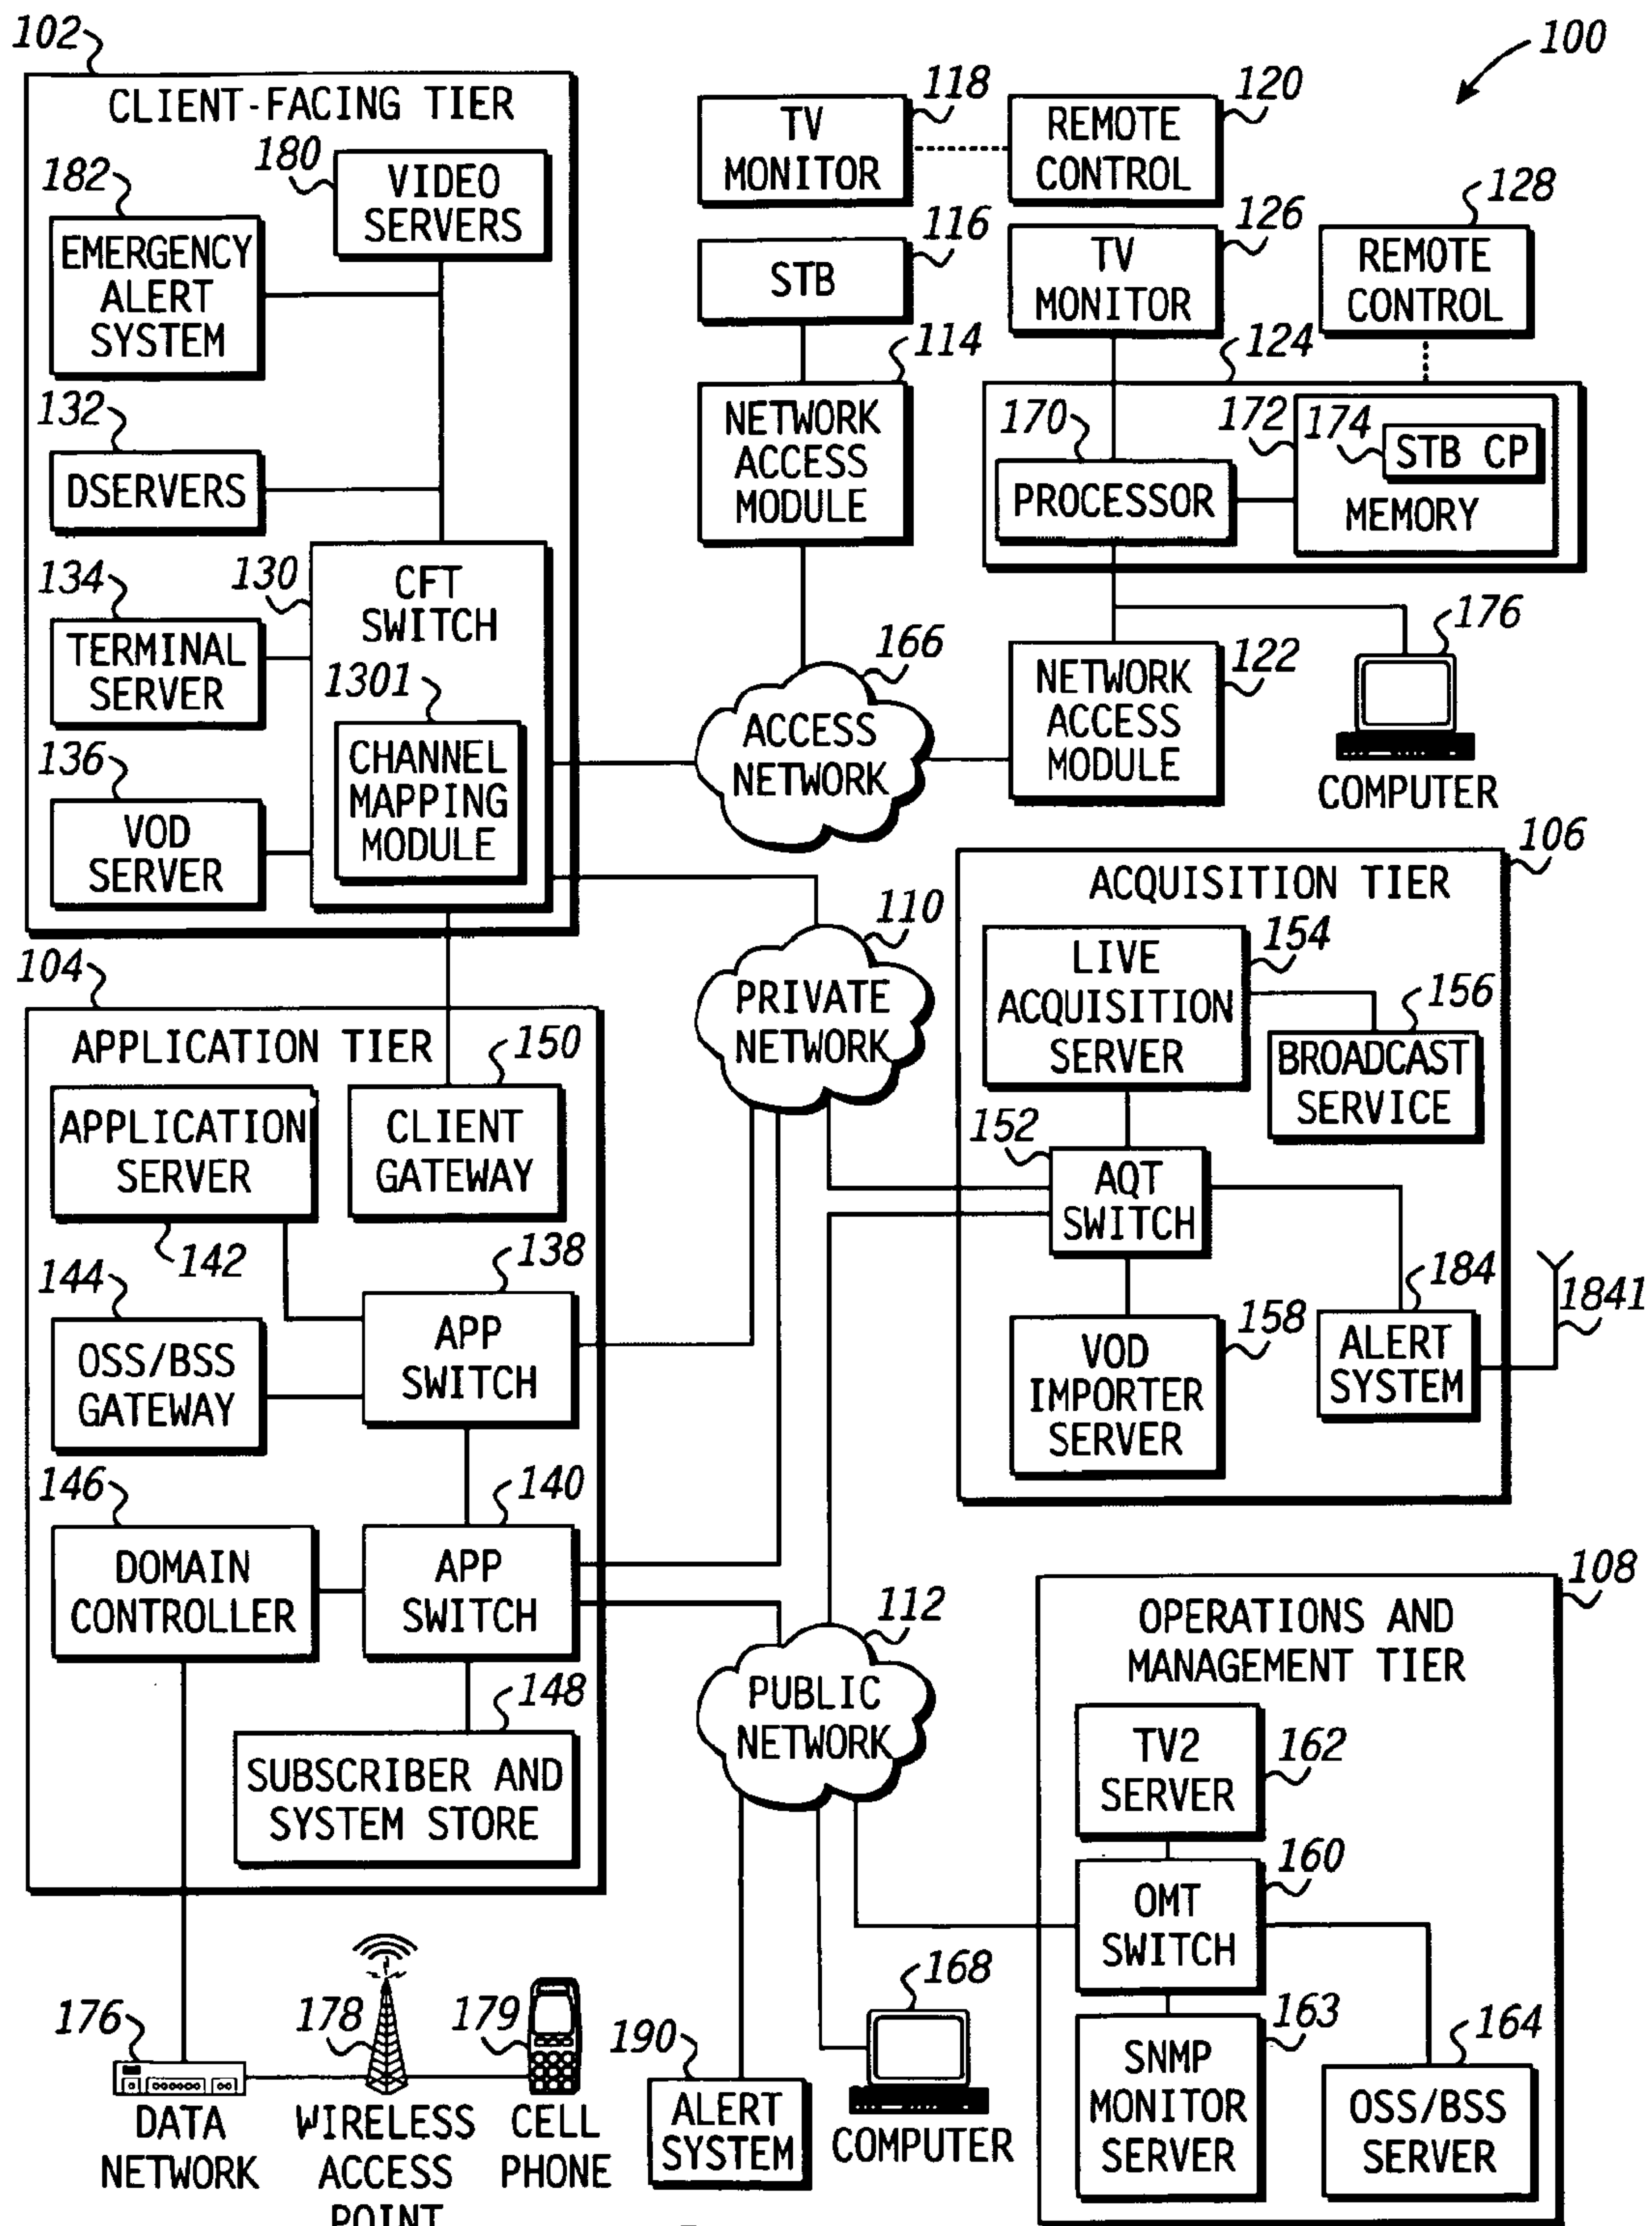 102
100
CLIENT-FACING TIER
180
VIDEO
SERVERS
182
EMERGENCY
ALERT
SYSTEM
132
DSERVERS
134
TERMINAL
SERVER
130
CFT
SWITCH
1301
CHANNEL
MAPPING
MODULE
136
VOD
SERVER
118
TV
MONITOR
120
REMOTE
CONTROL
116
STB
126
TV
MONITOR
128
REMOTE
CONTROL
114
NETWORK
ACCESS
MODULE
124
170
PROCESSOR
172
174
STB CP
MEMORY
166
ACCESS
NETWORK
122
NETWORK
ACCESS
MODULE
176
COMPUTER
110
PRIVATE
NETWORK
106
ACQUISITION TIER
154
LIVE
ACQUISITION
SERVER
156
BROADCAST
SERVICE
152
AQT
SWITCH
158
VOD
IMPORTER
SERVER
184
ALERT
SYSTEM
1841
104
APPLICATION TIER
150
CLIENT
GATEWAY
APPLICATION
SERVER
142
138
APP
SWITCH
144
OSS/BSS
GATEWAY
146
DOMAIN
CONTROLLER
140
APP
SWITCH
148
SUBSCRIBER AND
SYSTEM STORE
112
PUBLIC
NETWORK
108
OPERATIONS AND
MANAGEMENT TIER
TV2
SERVER
162
160
OMT
SWITCH
163
SNMP
MONITOR
SERVER
164
OSS/BSS
SERVER
176
DATA
NETWORK
178
WIRELESS
ACCESS
POINT
179
CELL
PHONE
190
ALERT
SYSTEM
168
COMPUTER